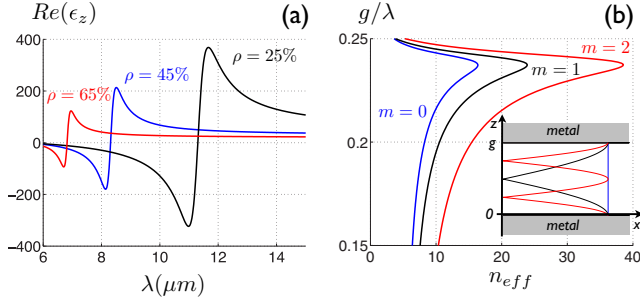 Re(ϵ_z) (a)
400
200
0
−200
−400
6 8 10 12 14
λ(μm)
ρ = 25%
ρ = 45%
ρ = 65%
g/λ (b)
0.25
0.2
0.15
0 10 20 30 40
n_eff
m = 2
m = 1
m = 0
metal
z
g
0
x
metal